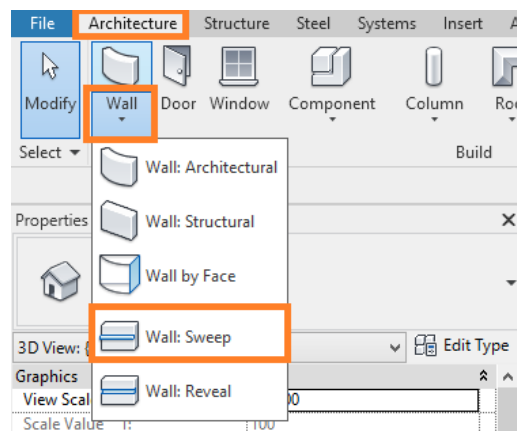 File Architecture Structure Steel Systems Insert A
Modify Wall Door Window Component Column
Select Build
Wall: Architectural
Properties
Wall: Structural
Wall by Face
3D View: Wall: Sweep Edit Type
Graphics
Wall: Reveal
View Scal
Scale Value 1: 100